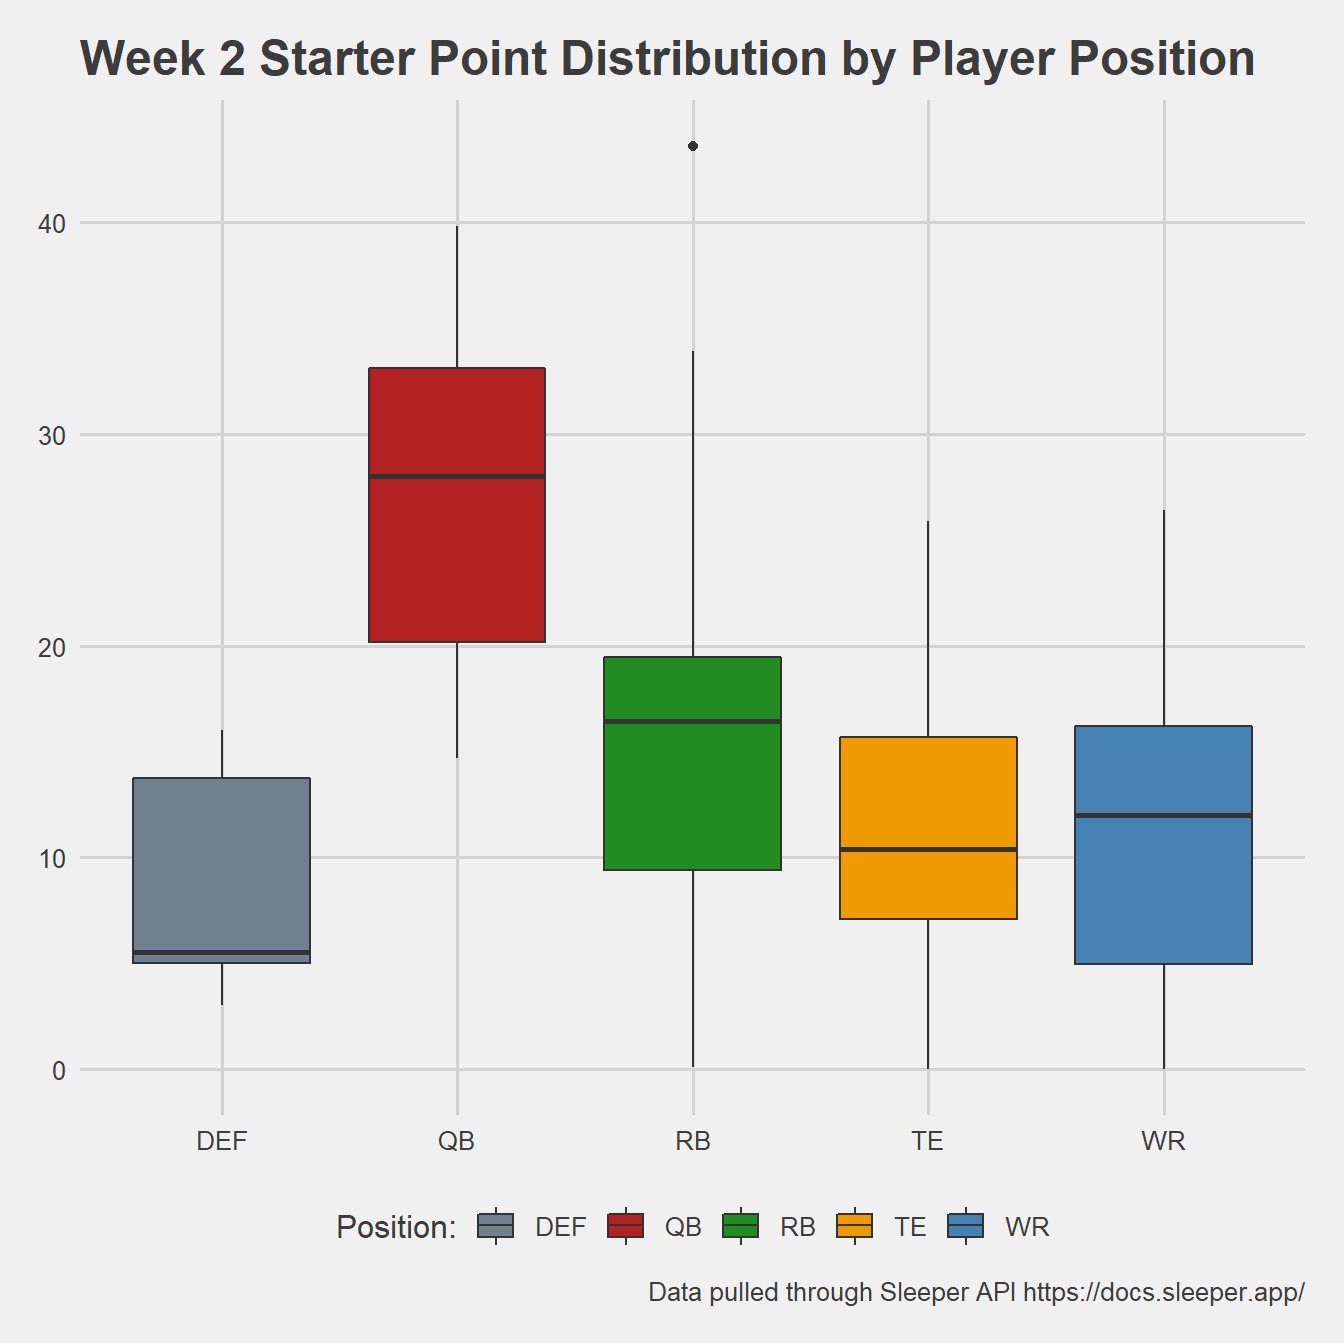 Week 2 Starter Point Distribution by Player Position
40
30
20
10
0
DEF QB RB TE WR
Position: DEF QB RB TE WR
Data pulled through Sleeper API https://docs.sleeper.app/